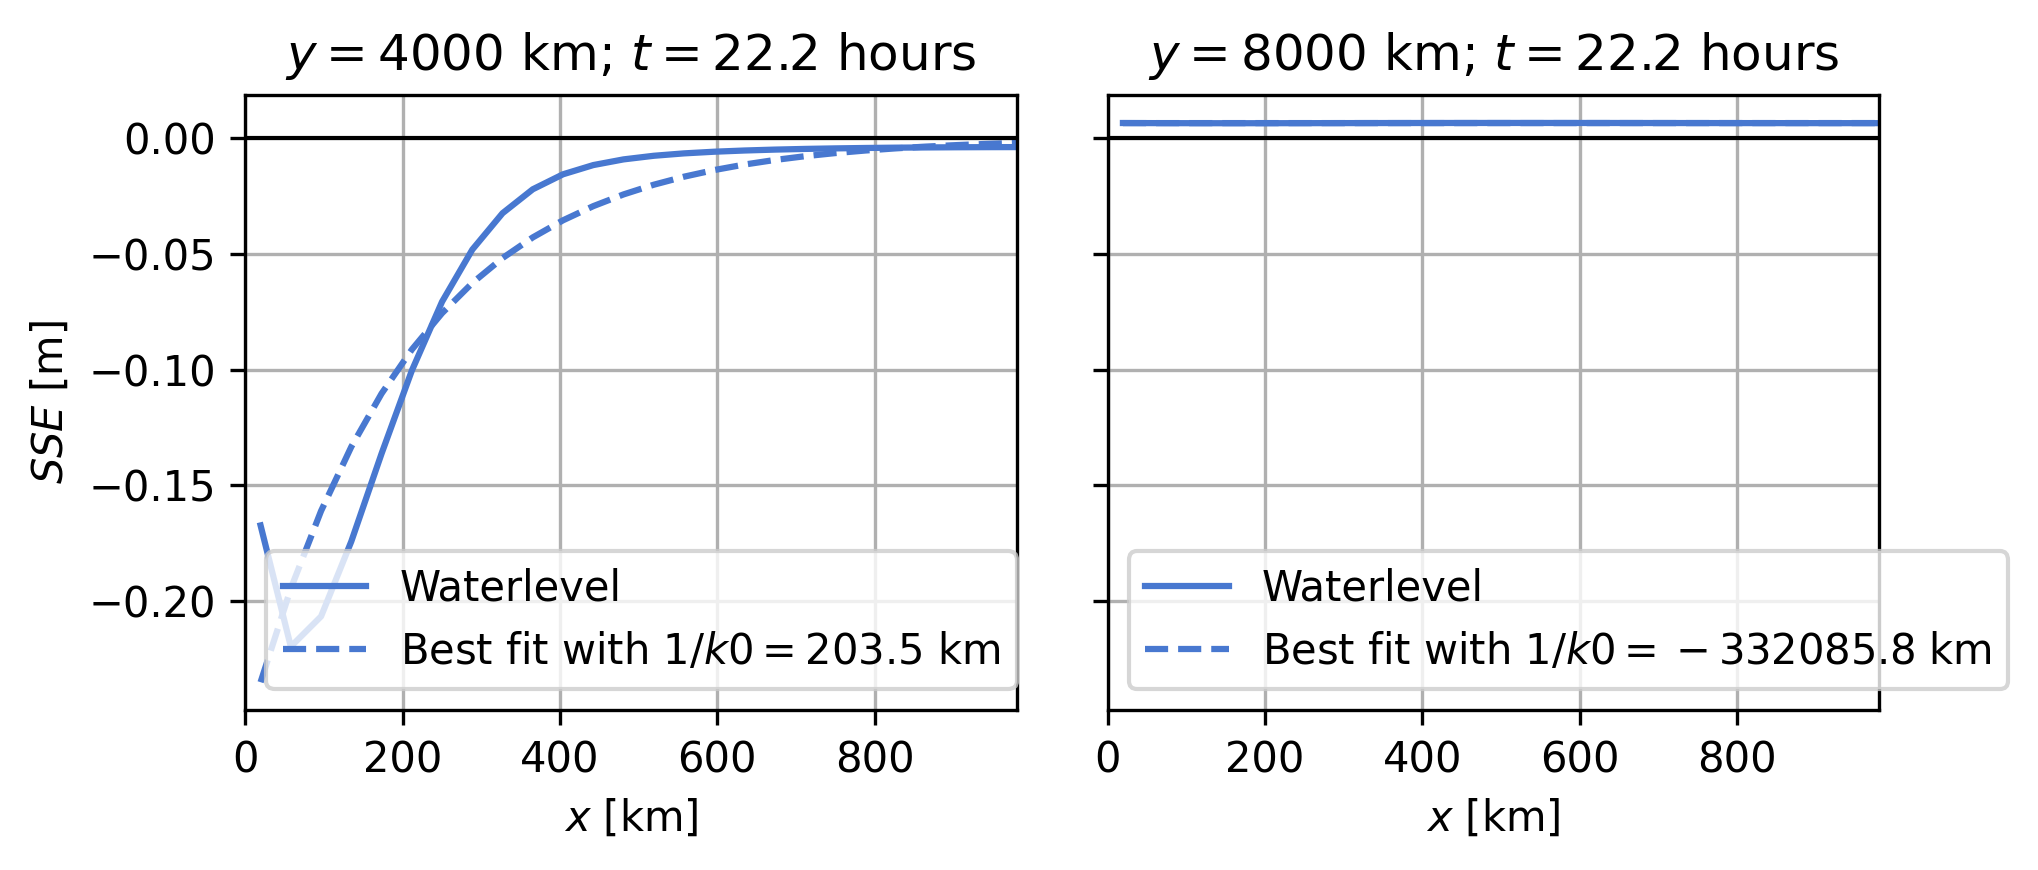 y = 4000 km; t = 22.2 hours
y = 8000 km; t = 22.2 hours
SSE [m]
0.00
−0.05
−0.10
−0.15
−0.20
Waterlevel
Best fit with 1/k0 = 203.5 km
Waterlevel
Best fit with 1/k0 = −332085.8 km
0 200 400 600 800
0 200 400 600 800
x [km]
x [km]